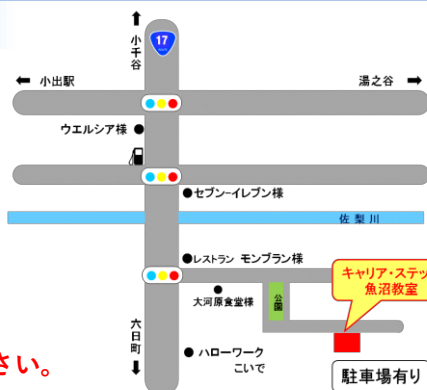 小千谷
17
小出駅
湯之谷
ウエルシア様
セブン-イレブン様
佐梨川
レストラン モンブラン様
キャリア・ステッ
魚沼教室
大河原食堂様
公園
六日町
さい。
ハローワーク
こいで
駐車場有り